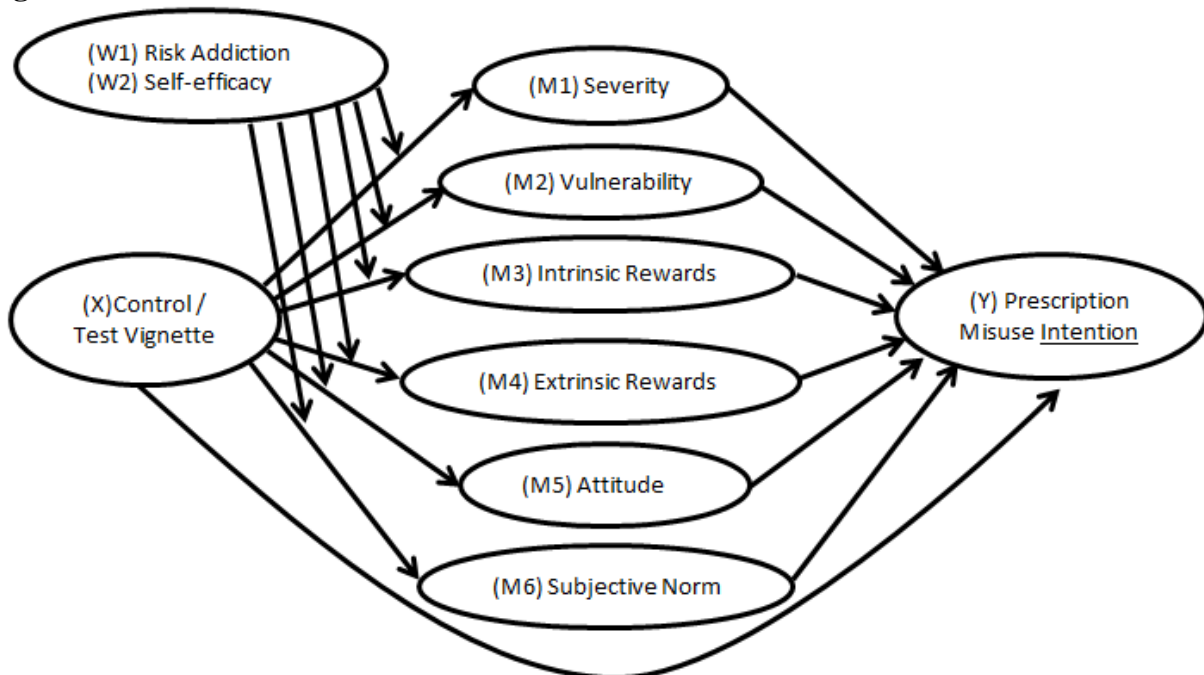 (W1) Risk Addiction
(W2) Self-efficacy
(M1) Severity
(M2) Vulnerability
(M3) Intrinsic Rewards
(X)Control /
Test Vignette
(Y) Prescription
Misuse Intention
(M4) Extrinsic Rewards
(M5) Attitude
(M6) Subjective Norm